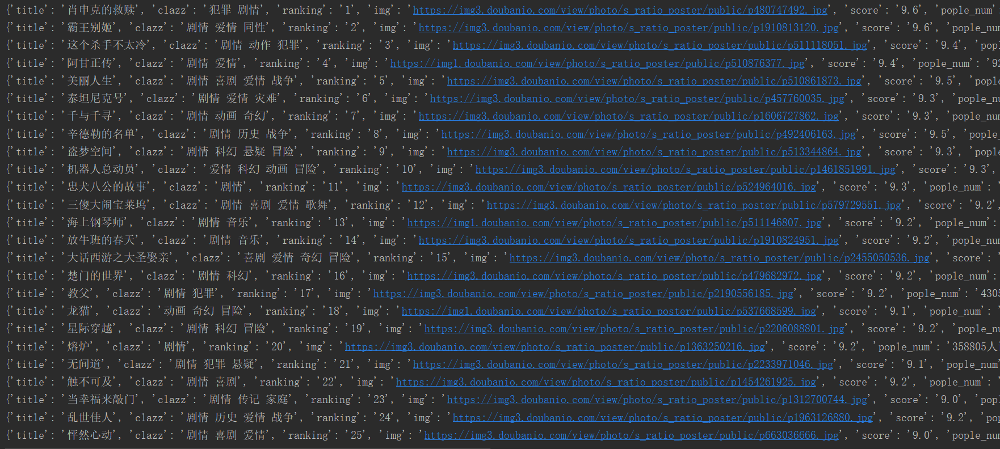 {'title': '肖申克的救赎', 'clazz': '犯罪 剧情', 'ranking': '1', 'img': 'https://img3.doubanio.com/view/photo/s_ratio_poster/public/p480747492.jpg', 'score': '9.6', 'pople_num'
{'title': '霸王别姬', 'clazz': '剧情 爱情 同性', 'ranking': '2', 'img': 'https://img3.doubanio.com/view/photo/s_ratio_poster/public/p1910813120.jpg', 'score': '9.6', 'pople_num
{'title': '这个杀手不太冷', 'clazz': '剧情 动作 犯罪', 'ranking': '3', 'img': 'https://img3.doubanio.com/view/photo/s_ratio_poster/public/p511118051.jpg', 'score': '9.4', 'pop
{'title': '阿甘正传', 'clazz': '剧情 爱情', 'ranking': '4', 'img': 'https://img1.doubanio.com/view/photo/s_ratio_poster/public/p510876377.jpg', 'score': '9.4', 'pople_num': '92
{'title': '美丽人生', 'clazz': '剧情 喜剧 爱情 战争', 'ranking': '5', 'img': 'https://img3.doubanio.com/view/photo/s_ratio_poster/public/p510861873.jpg', 'score': '9.5', 'pople
{'title': '泰坦尼克号', 'clazz': '剧情 爱情 灾难', 'ranking': '6', 'img': 'https://img3.doubanio.com/view/photo/s_ratio_poster/public/p457760035.jpg', 'score': '9.3', 'pople_n
{'title': '千与千寻', 'clazz': '剧情 动画 奇幻', 'ranking': '7', 'img': 'https://img3.doubanio.com/view/photo/s_ratio_poster/public/p1606727862.jpg', 'score': '9.3', 'pople_num
{'title': '辛德勒的名单', 'clazz': '剧情 历史 战争', 'ranking': '8', 'img': 'https://img3.doubanio.com/view/photo/s_ratio_poster/public/p492406163.jpg', 'score': '9.5', 'pople_
{'title': '盗梦空间', 'clazz': '剧情 科幻 悬疑 冒险', 'ranking': '9', 'img': 'https://img3.doubanio.com/view/photo/s_ratio_poster/public/p513344864.jpg', 'score': '9.3', 'pople
{'title': '机器人总动员', 'clazz': '爱情 科幻 动画 冒险', 'ranking': '10', 'img': 'https://img3.doubanio.com/view/photo/s_ratio_poster/public/p1461851991.jpg', 'score': '9.3',
{'title': '忠犬八公的故事', 'clazz': '剧情', 'ranking': '11', 'img': 'https://img3.doubanio.com/view/photo/s_ratio_poster/public/p524964016.jpg', 'score': '9.3', 'pople_num': '
{'title': '三傻大闹宝莱坞', 'clazz': '剧情 喜剧 爱情 歌舞', 'ranking': '12', 'img': 'https://img3.doubanio.com/view/photo/s_ratio_poster/public/p579729551.jpg', 'score': '9.2',
{'title': '海上钢琴师', 'clazz': '剧情 音乐', 'ranking': '13', 'img': 'https://img1.doubanio.com/view/photo/s_ratio_poster/public/p511146807.jpg', 'score': '9.2', 'pople_num':
{'title': '放牛班的春天', 'clazz': '剧情 音乐', 'ranking': '14', 'img': 'https://img3.doubanio.com/view/photo/s_ratio_poster/public/p1910824951.jpg', 'score': '9.2', 'pople_num
{'title': '大话西游之大圣娶亲', 'clazz': '喜剧 爱情 奇幻 冒险', 'ranking': '15', 'img': 'https://img3.doubanio.com/view/photo/s_ratio_poster/public/p2455050536.jpg', 'score': '
{'title': '楚门的世界', 'clazz': '剧情 科幻', 'ranking': '16', 'img': 'https://img3.doubanio.com/view/photo/s_ratio_poster/public/p479682972.jpg', 'score': '9.2', 'pople_num':
{'title': '教父', 'clazz': '剧情 犯罪', 'ranking': '17', 'img': 'https://img3.doubanio.com/view/photo/s_ratio_poster/public/p2190556185.jpg', 'score': '9.2', 'pople_num': '4305
{'title': '龙猫', 'clazz': '动画 奇幻 冒险', 'ranking': '18', 'img': 'https://img1.doubanio.com/view/photo/s_ratio_poster/public/p537668599.jpg', 'score': '9.1', 'pople_num': '
{'title': '星际穿越', 'clazz': '剧情 科幻 冒险', 'ranking': '19', 'img': 'https://img3.doubanio.com/view/photo/s_ratio_poster/public/p2206088801.jpg', 'score': '9.2', 'pople_nu
{'title': '熔炉', 'clazz': '剧情', 'ranking': '20', 'img': 'https://img3.doubanio.com/view/photo/s_ratio_poster/public/p1363250216.jpg', 'score': '9.2', 'pople_num': '358805人
{'title': '无间道', 'clazz': '剧情 犯罪 悬疑', 'ranking': '21', 'img': 'https://img3.doubanio.com/view/photo/s_ratio_poster/public/p2233971046.jpg', 'score': '9.1', 'pople_num'
{'title': '触不可及', 'clazz': '剧情 喜剧', 'ranking': '22', 'img': 'https://img3.doubanio.com/view/photo/s_ratio_poster/public/p1454261925.jpg', 'score': '9.2', 'pople_num': '
{'title': '当幸福来敲门', 'clazz': '剧情 传记 家庭', 'ranking': '23', 'img': 'https://img3.doubanio.com/view/photo/s_ratio_poster/public/p1312700744.jpg', 'score': '9.0', 'popl
{'title': '乱世佳人', 'clazz': '剧情 历史 爱情 战争', 'ranking': '24', 'img': 'https://img3.doubanio.com/view/photo/s_ratio_poster/public/p1963126880.jpg', 'score': '9.2', 'pop
{'title': '怦然心动', 'clazz': '剧情 喜剧 爱情', 'ranking': '25', 'img': 'https://img3.doubanio.com/view/photo/s_ratio_poster/public/p663036666.jpg', 'score': '9.0', 'pople_nu